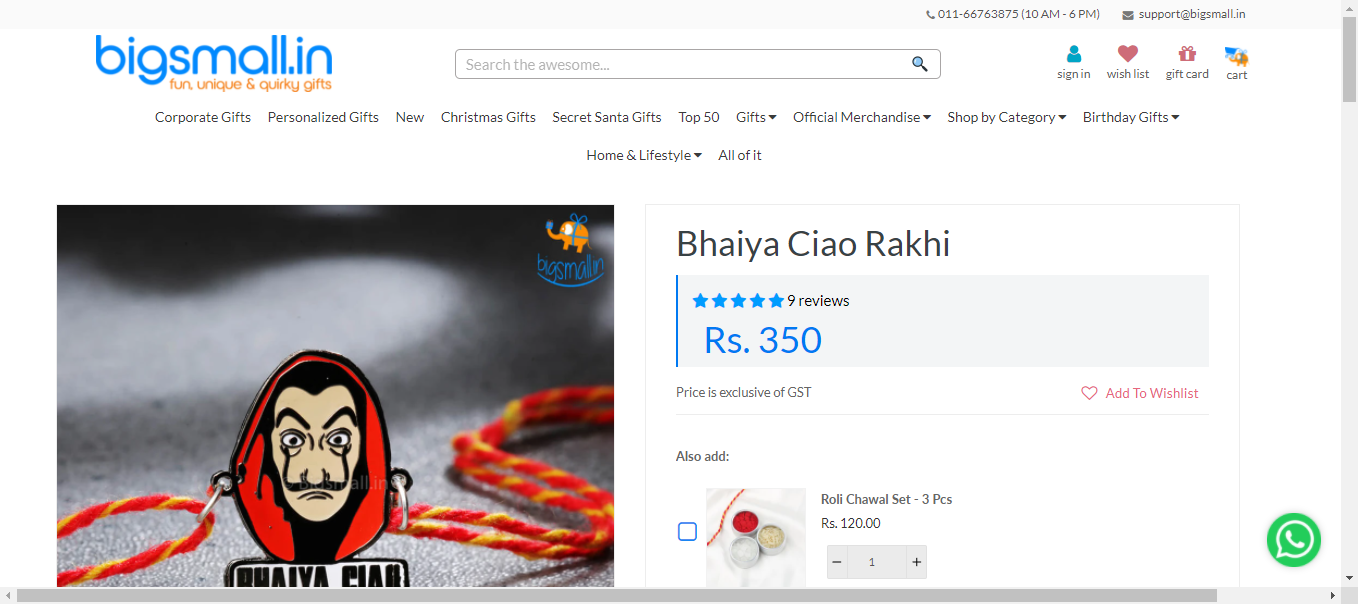 011-66763875 (10 AM - 6 PM) support@bigsmall.in
bigsmall.in
fun, unique & quirky gifts
Search the awesome...
sign in wish list gift card cart
Corporate Gifts Personalized Gifts New Christmas Gifts Secret Santa Gifts Top 50 Gifts Official Merchandise Shop by Category Birthday Gifts
Home & Lifestyle All of it
bigsmall.in
bigsmall.in
BHAIYA CIAO
Bhaiya Ciao Rakhi
9 reviews
Rs. 350
Price is exclusive of GST Add To Wishlist
Also add:
Roli Chawal Set - 3 Pcs
Rs. 120.00
− 1 +